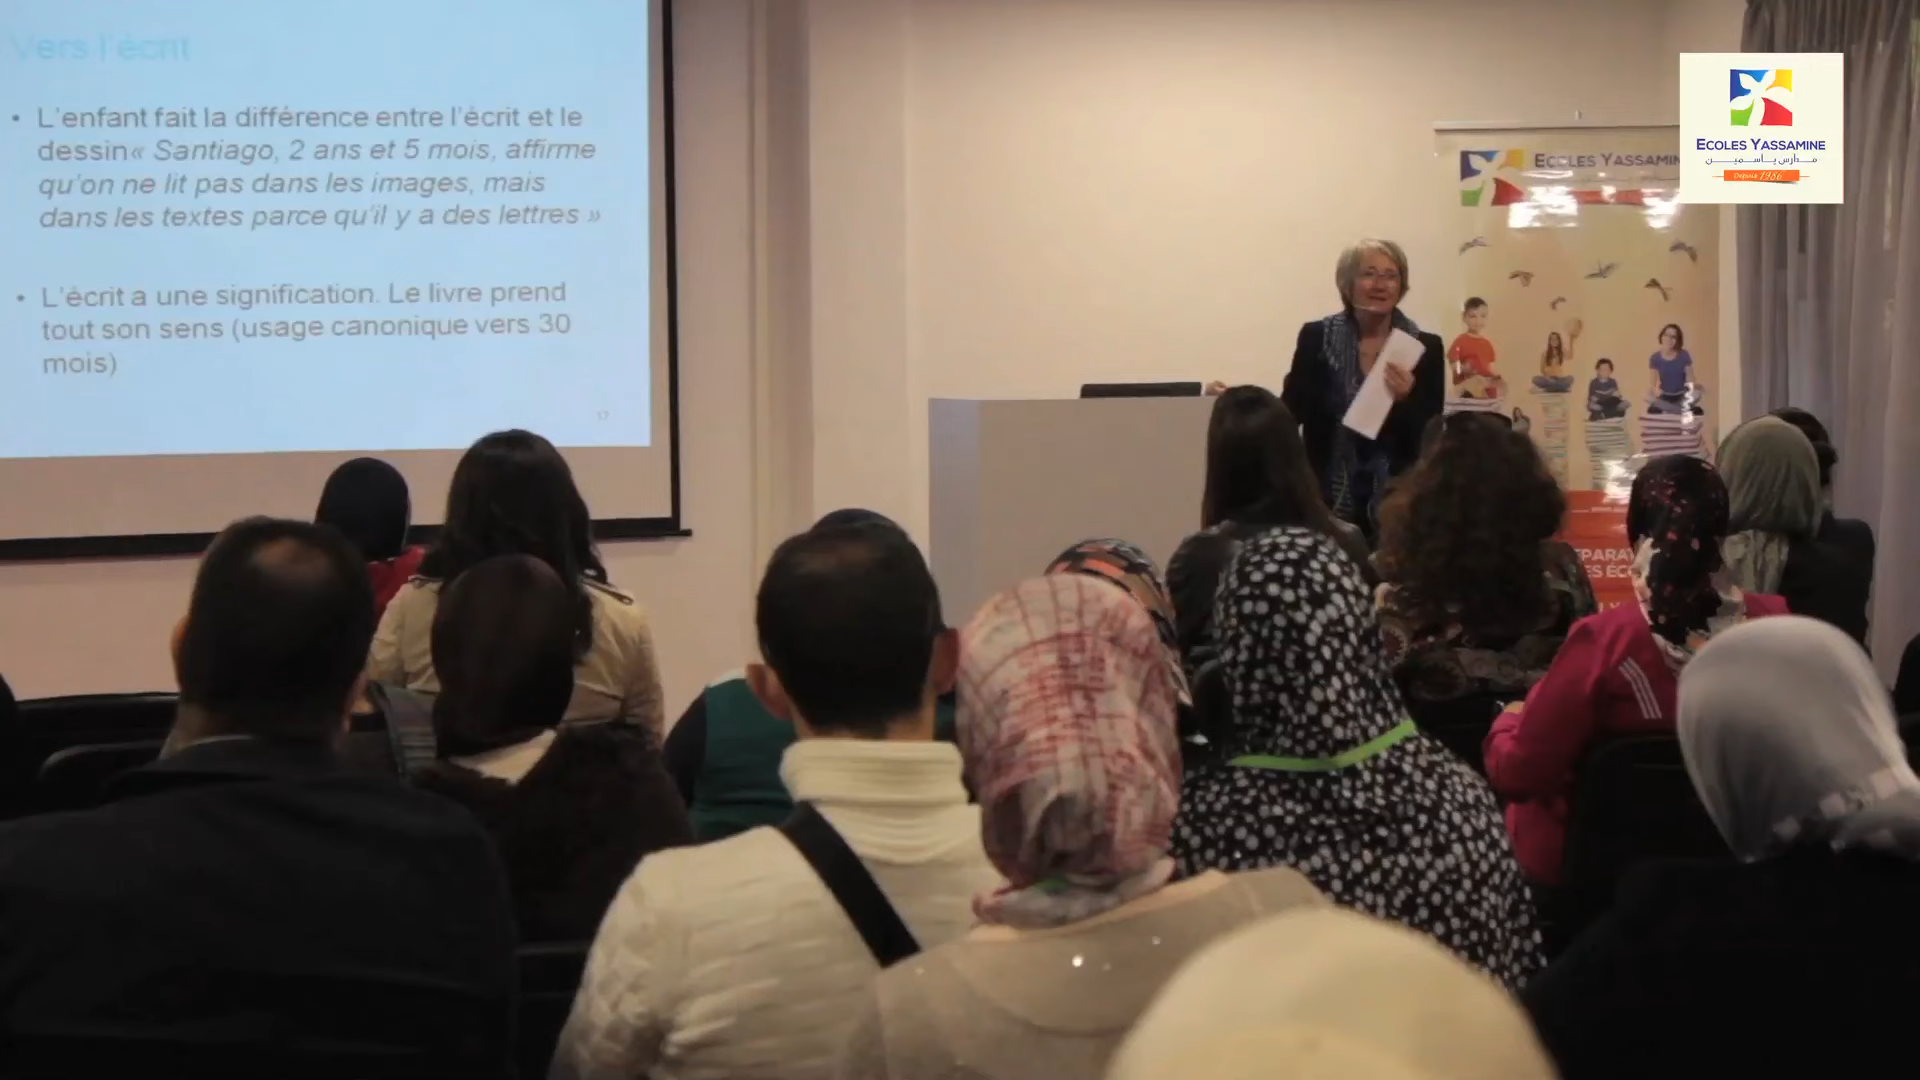 Vers l'écrit
• L'enfant fait la différence entre l'écrit et le
dessin« Santiago, 2 ans et 5 mois, affirme
qu'on ne lit pas dans les images, mais
dans les textes parce qu'il y a des lettres »
• L'écrit a une signification. Le livre prend
tout son sens (usage canonique vers 30
mois)
17
ECOLES YASSAMINE
مدارس ياسمين
Depuis 1986
ECOLES YASSAMIN